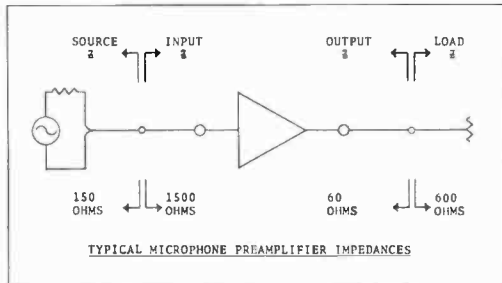 SOURCE Z
INPUT Z
OUTPUT Z
LOAD Z
150 OHMS
1500 OHMS
60 OHMS
600 OHMS
TYPICAL MICROPHONE PREAMPLIFIER IMPEDANCES